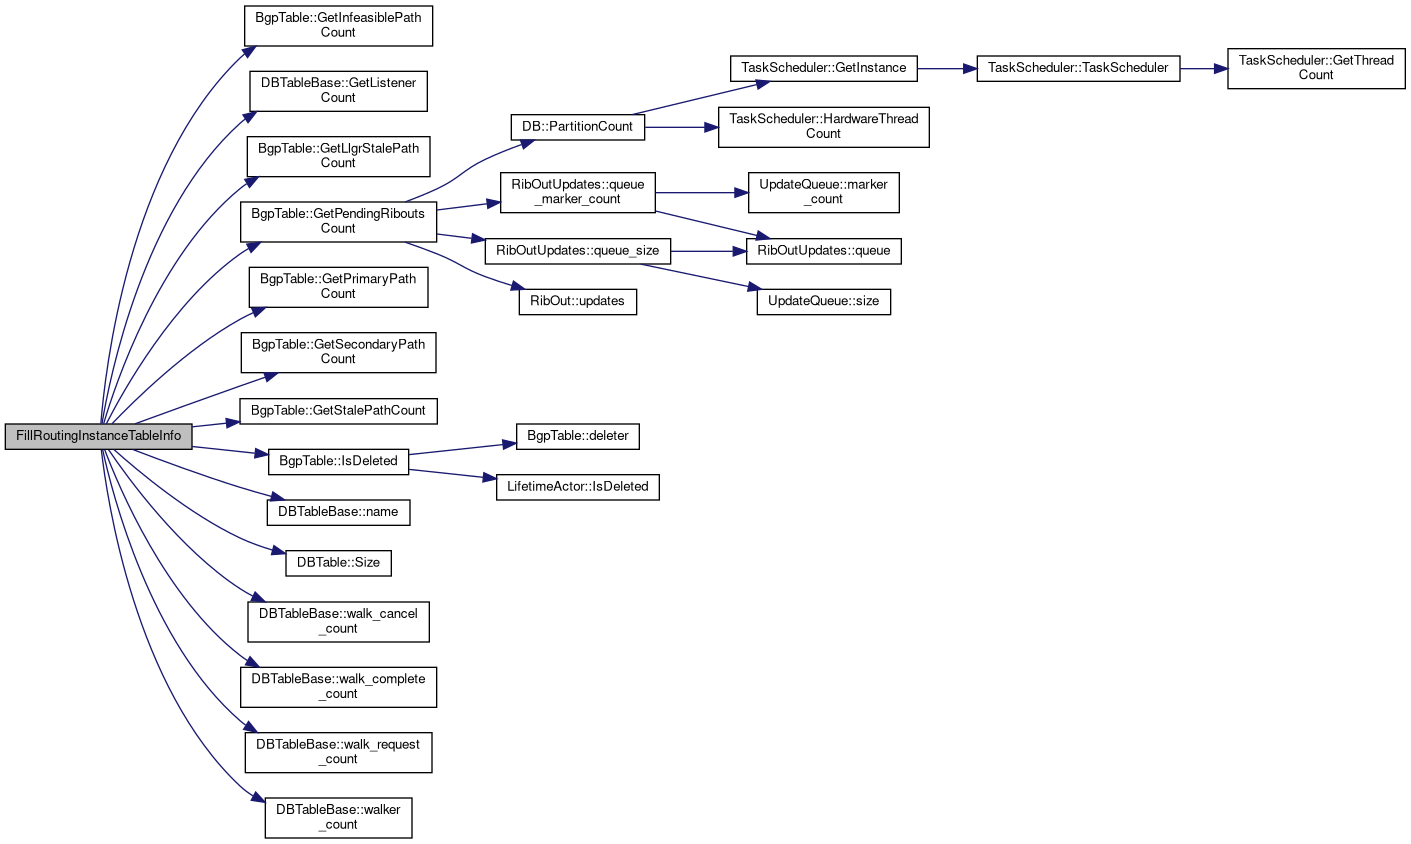 FillRoutingInstanceTableInfo
BgpTable::GetInfeasiblePath
Count
DBTableBase::GetListener
Count
BgpTable::GetLlgrStalePath
Count
BgpTable::GetPendingRibouts
Count
BgpTable::GetPrimaryPath
Count
BgpTable::GetSecondaryPath
Count
BgpTable::GetStalePathCount
BgpTable::IsDeleted
DBTableBase::name
DBTable::Size
DBTableBase::walk_cancel
_count
DBTableBase::walk_complete
_count
DBTableBase::walk_request
_count
DBTableBase::walker
_count
DB::PartitionCount
RibOutUpdates::queue
_marker_count
RibOutUpdates::queue_size
RibOut::updates
BgpTable::deleter
LifetimeActor::IsDeleted
TaskScheduler::GetInstance
TaskScheduler::HardwareThread
Count
UpdateQueue::marker
_count
RibOutUpdates::queue
UpdateQueue::size
TaskScheduler::TaskScheduler
TaskScheduler::GetThread
Count